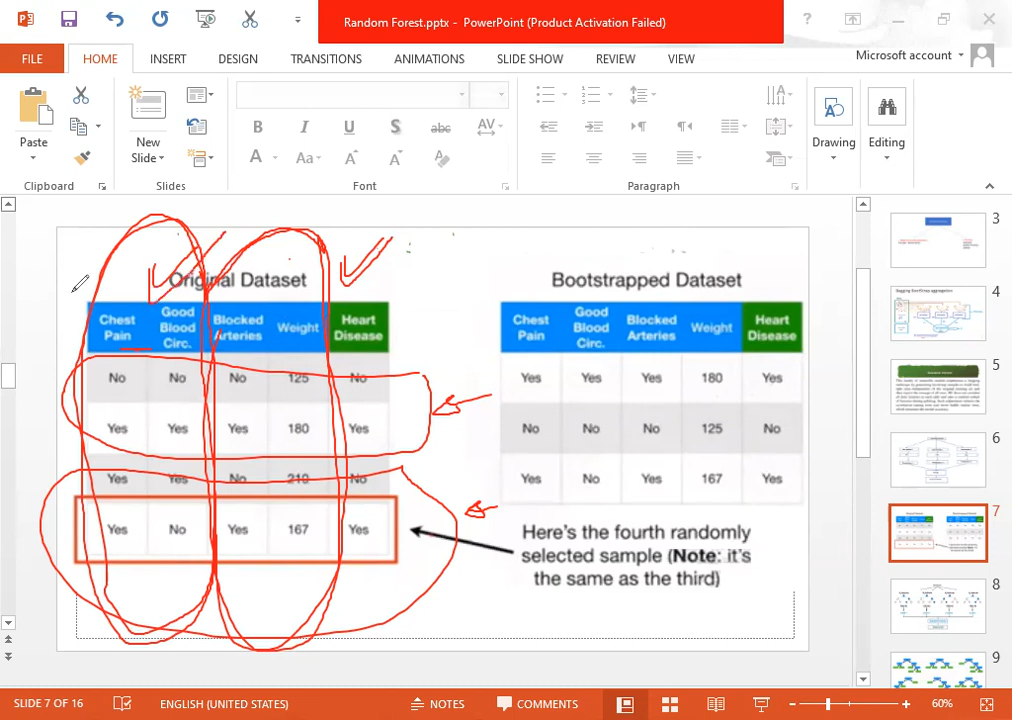 Random Forest.pptx - PowerPoint (Product Activation Failed)
?
FILE HOME INSERT DESIGN TRANSITIONS ANIMATIONS SLIDE SHOW REVIEW VIEW Microsoft account
Paste
New
Slide
B I U S abc AV
A Aa A A
Drawing
Editing
Clipboard Slides Font Paragraph
Original Dataset
Chest Pain Good Blood Circ. Blocked Arteries Weight Heart Disease
No No No 125 No
Yes Yes Yes 180 Yes
Yes Yes No 210 No
Yes No Yes 167 Yes
Bootstrapped Dataset
Chest Pain Good Blood Circ. Blocked Arteries Weight Heart Disease
Yes Yes Yes 180 Yes
No No No 125 No
Yes No Yes 167 Yes
Here's the fourth randomly
selected sample (Note: it's
the same as the third)
3
4
5
6
7
8
9
SLIDE 7 OF 16 ENGLISH (UNITED STATES) NOTES COMMENTS 60%